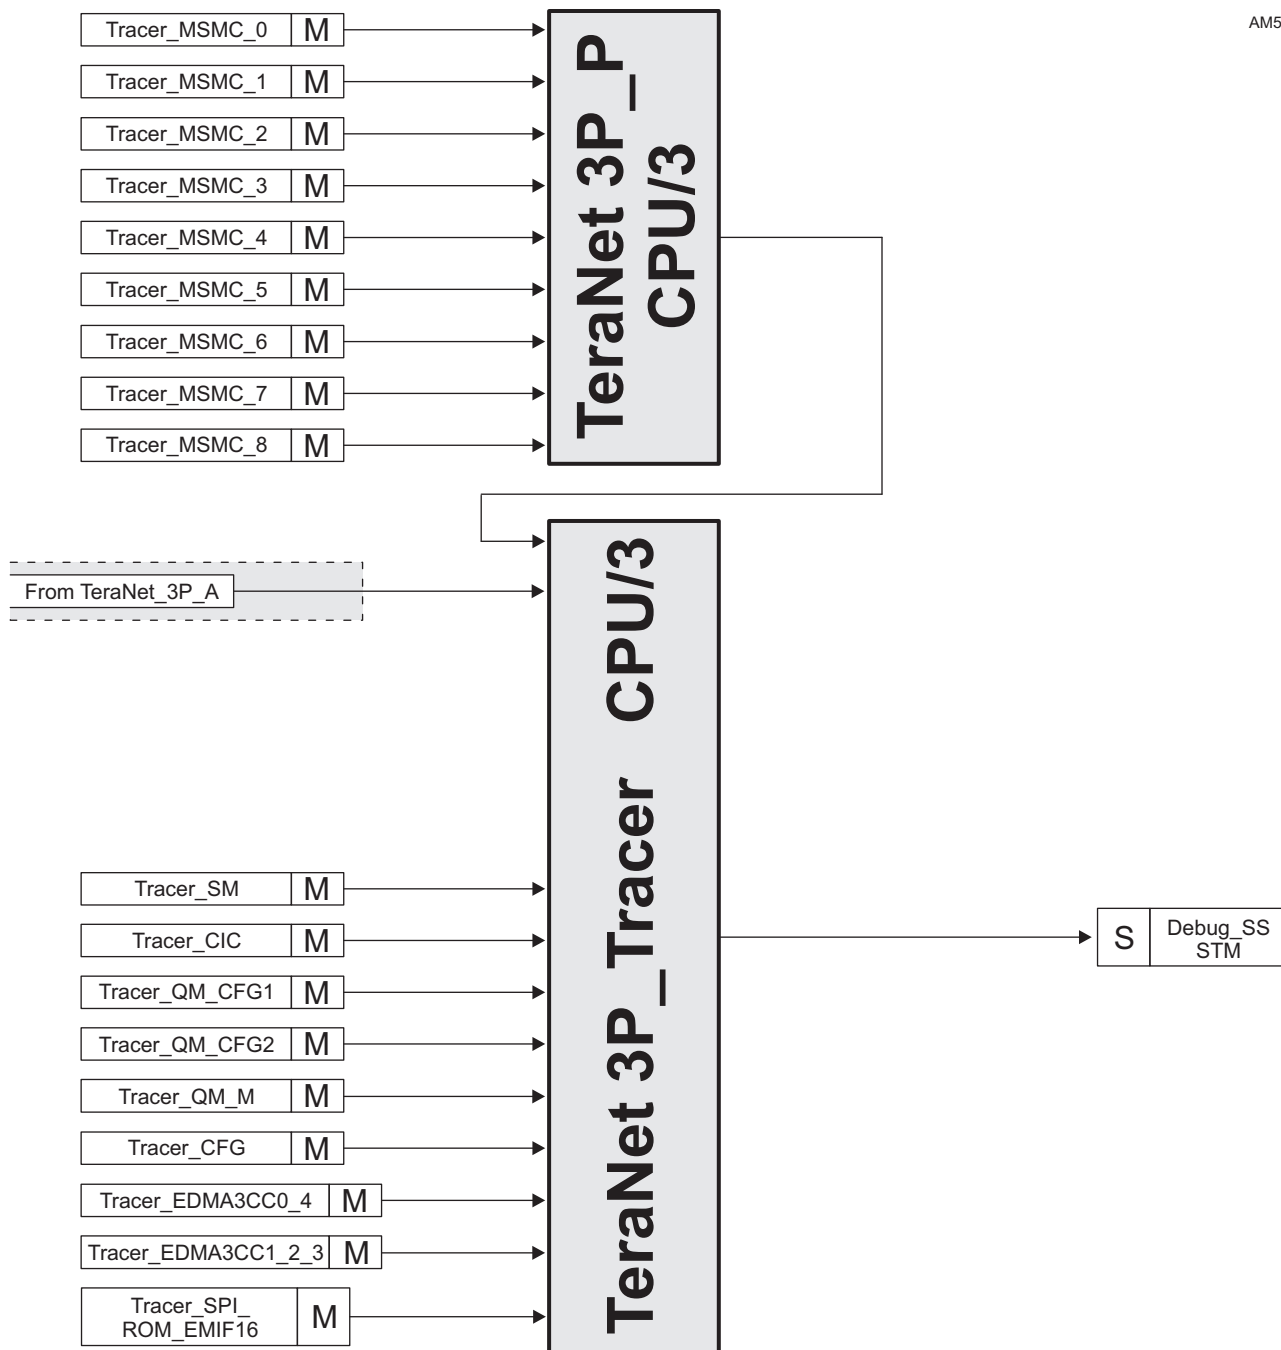 AM5
Tracer_MSMC_0 M
Tracer_MSMC_1 M
Tracer_MSMC_2 M
Tracer_MSMC_3 M
Tracer_MSMC_4 M
Tracer_MSMC_5 M
Tracer_MSMC_6 M
Tracer_MSMC_7 M
Tracer_MSMC_8 M
TeraNet 3P_P
CPU/3
From TeraNet_3P_A
TeraNet 3P_Tracer CPU/3
Tracer_SM M
Tracer_CIC M
Tracer_QM_CFG1 M
Tracer_QM_CFG2 M
Tracer_QM_M M
Tracer_CFG M
Tracer_EDMA3CC0_4 M
Tracer_EDMA3CC1_2_3 M
Tracer_SPI_
ROM_EMIF16 M
S Debug_SS
STM